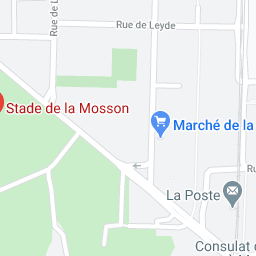 Rue de Leyde
Rue de L
Stade de la Mosson
Marché de la
Ru
La Poste
Consulat d